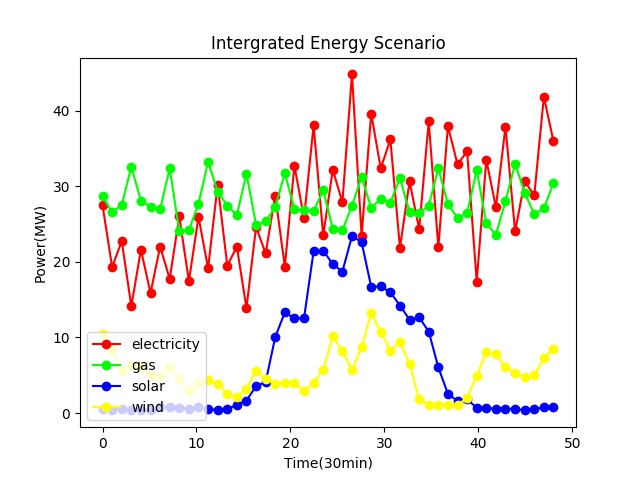 Intergrated Energy Scenario
Power(MW)
40
30
20
10
0
electricity
gas
solar
wind
0 10 20 30 40 50
Time(30min)